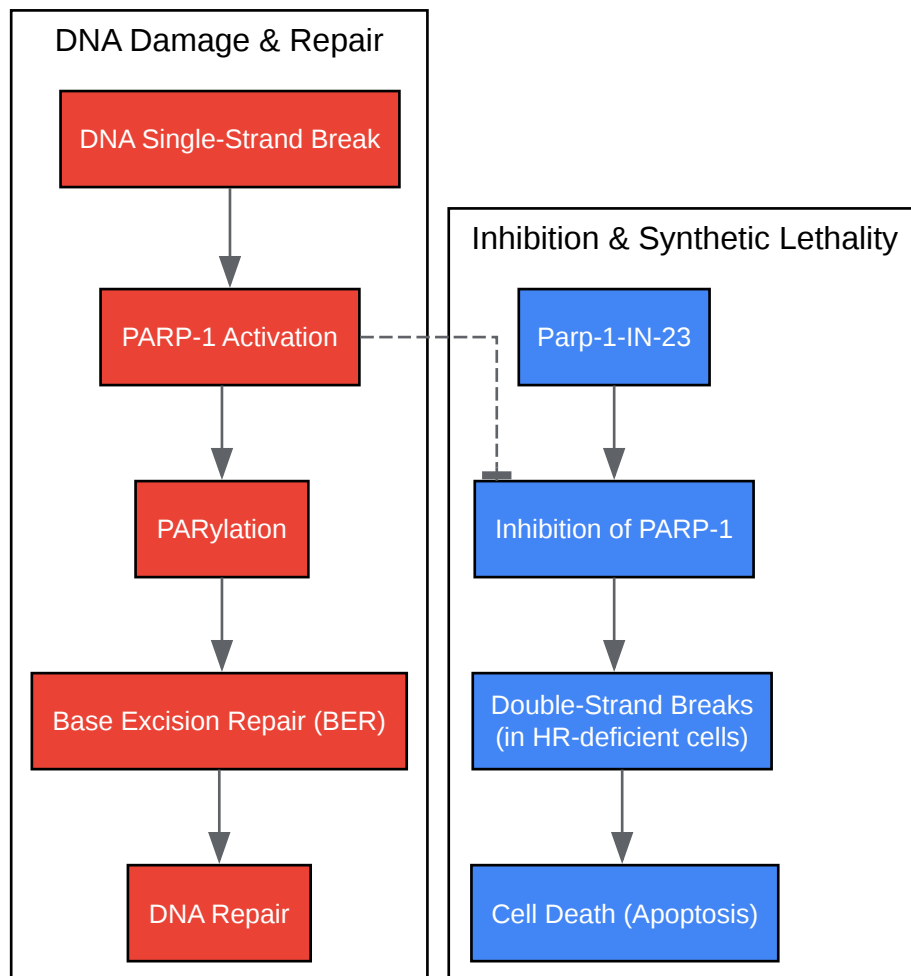 DNA Damage & Repair
DNA Single-Strand Break
PARP-1 Activation
PARylation
Base Excision Repair (BER)
DNA Repair
Inhibition & Synthetic Lethality
Parp-1-IN-23
Inhibition of PARP-1
Double-Strand Breaks
(in HR-deficient cells)
Cell Death (Apoptosis)